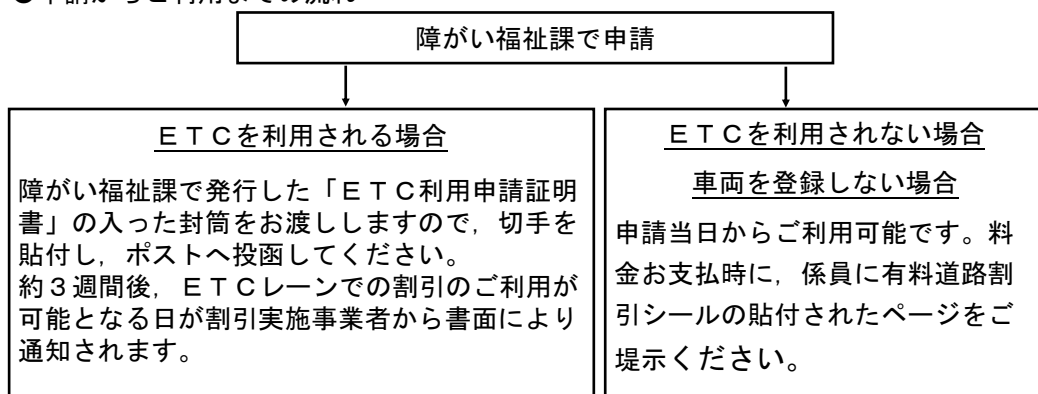 ●申請からご利用までの流れ
障がい福祉課で申請
ＥＴＣを利用される場合
障がい福祉課で発行した「ＥＴＣ利用申請証明
書」の入った封筒をお渡ししますので，切手を
貼付し，ポストへ投函してください。
約３週間後，ＥＴＣレーンでの割引のご利用が
可能となる日が割引実施事業者から書面により
通知されます。
ＥＴＣを利用されない場合
車両を登録しない場合
申請当日からご利用可能です。料
金お支払時に，係員に有料道路割
引シールの貼付されたページをご
提示ください。